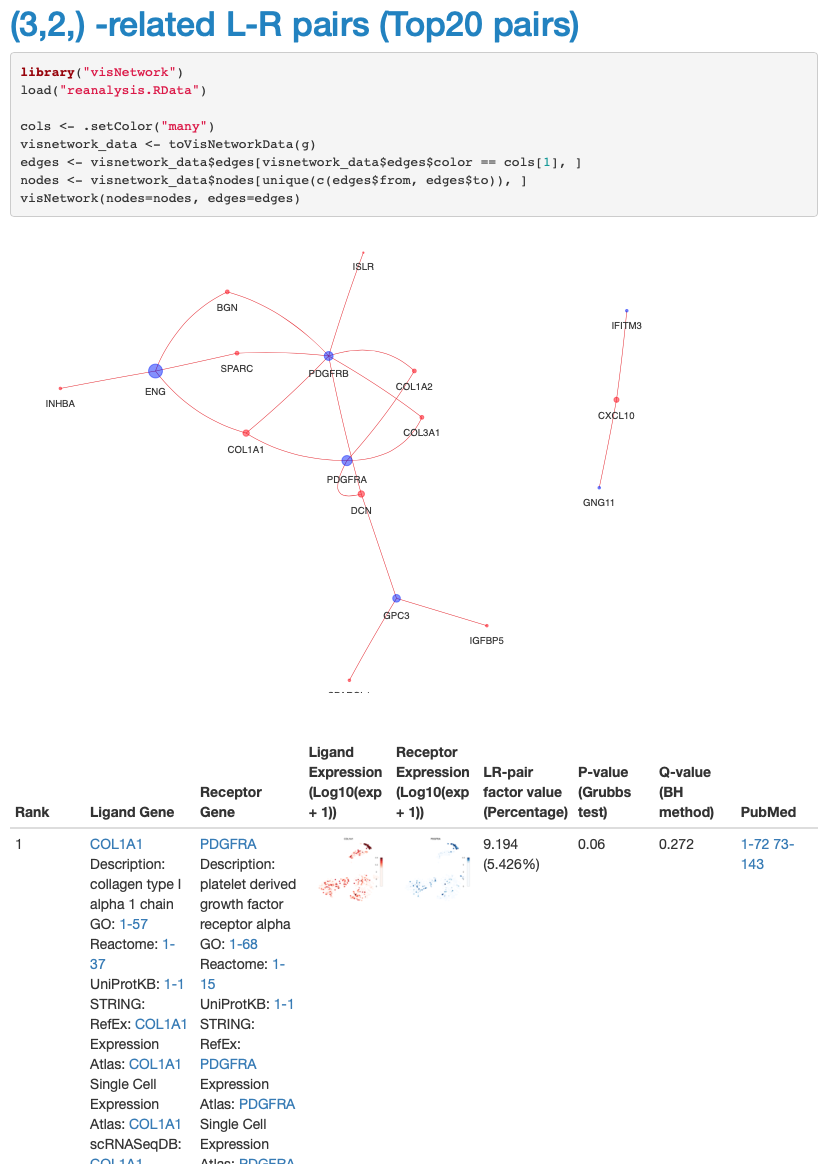 (3,2,) -related L-R pairs (Top20 pairs)
library("visNetwork")
load("reanalysis.RData")
cols <- .setColor("many")
visnetwork_data <- toVisNetworkData(g)
edges <- visnetwork_data$edges[visnetwork_data$edges$color == cols[1], ]
nodes <- visnetwork_data$nodes[unique(c(edges$from, edges$to)), ]
visNetwork(nodes=nodes, edges=edges)
ISLR
BGN
IFITM3
SPARC
PDGFRB
COL1A2
ENG
INHBA
CXCL10
COL3A1
COL1A1
PDGFRA
GNG11
DCN
GPC3
IGFBP5
Rank
Ligand Gene
Receptor
Gene
Ligand
Expression
(Log10(exp
+ 1))
Receptor
Expression
(Log10(exp
+ 1))
LR-pair
factor value
(Percentage)
P-value
(Grubbs
test)
Q-value
(BH
method)
PubMed
1
COL1A1
Description:
collagen type I
alpha 1 chain
GO: 1-57
Reactome: 1-
37
UniProtKB: 1-1
STRING:
RefEx: COL1A1
Expression
Atlas: COL1A1
Single Cell
Expression
Atlas: COL1A1
scRNASeqDB:
COL1A1
PDGFRA
Description:
platelet derived
growth factor
receptor alpha
GO: 1-68
Reactome: 1-
15
UniProtKB: 1-1
STRING:
RefEx:
PDGFRA
Expression
Atlas: PDGFRA
Single Cell
Expression
Atlas: PDGFRA
9.194
(5.426%)
0.06
0.272
1-72 73-
143